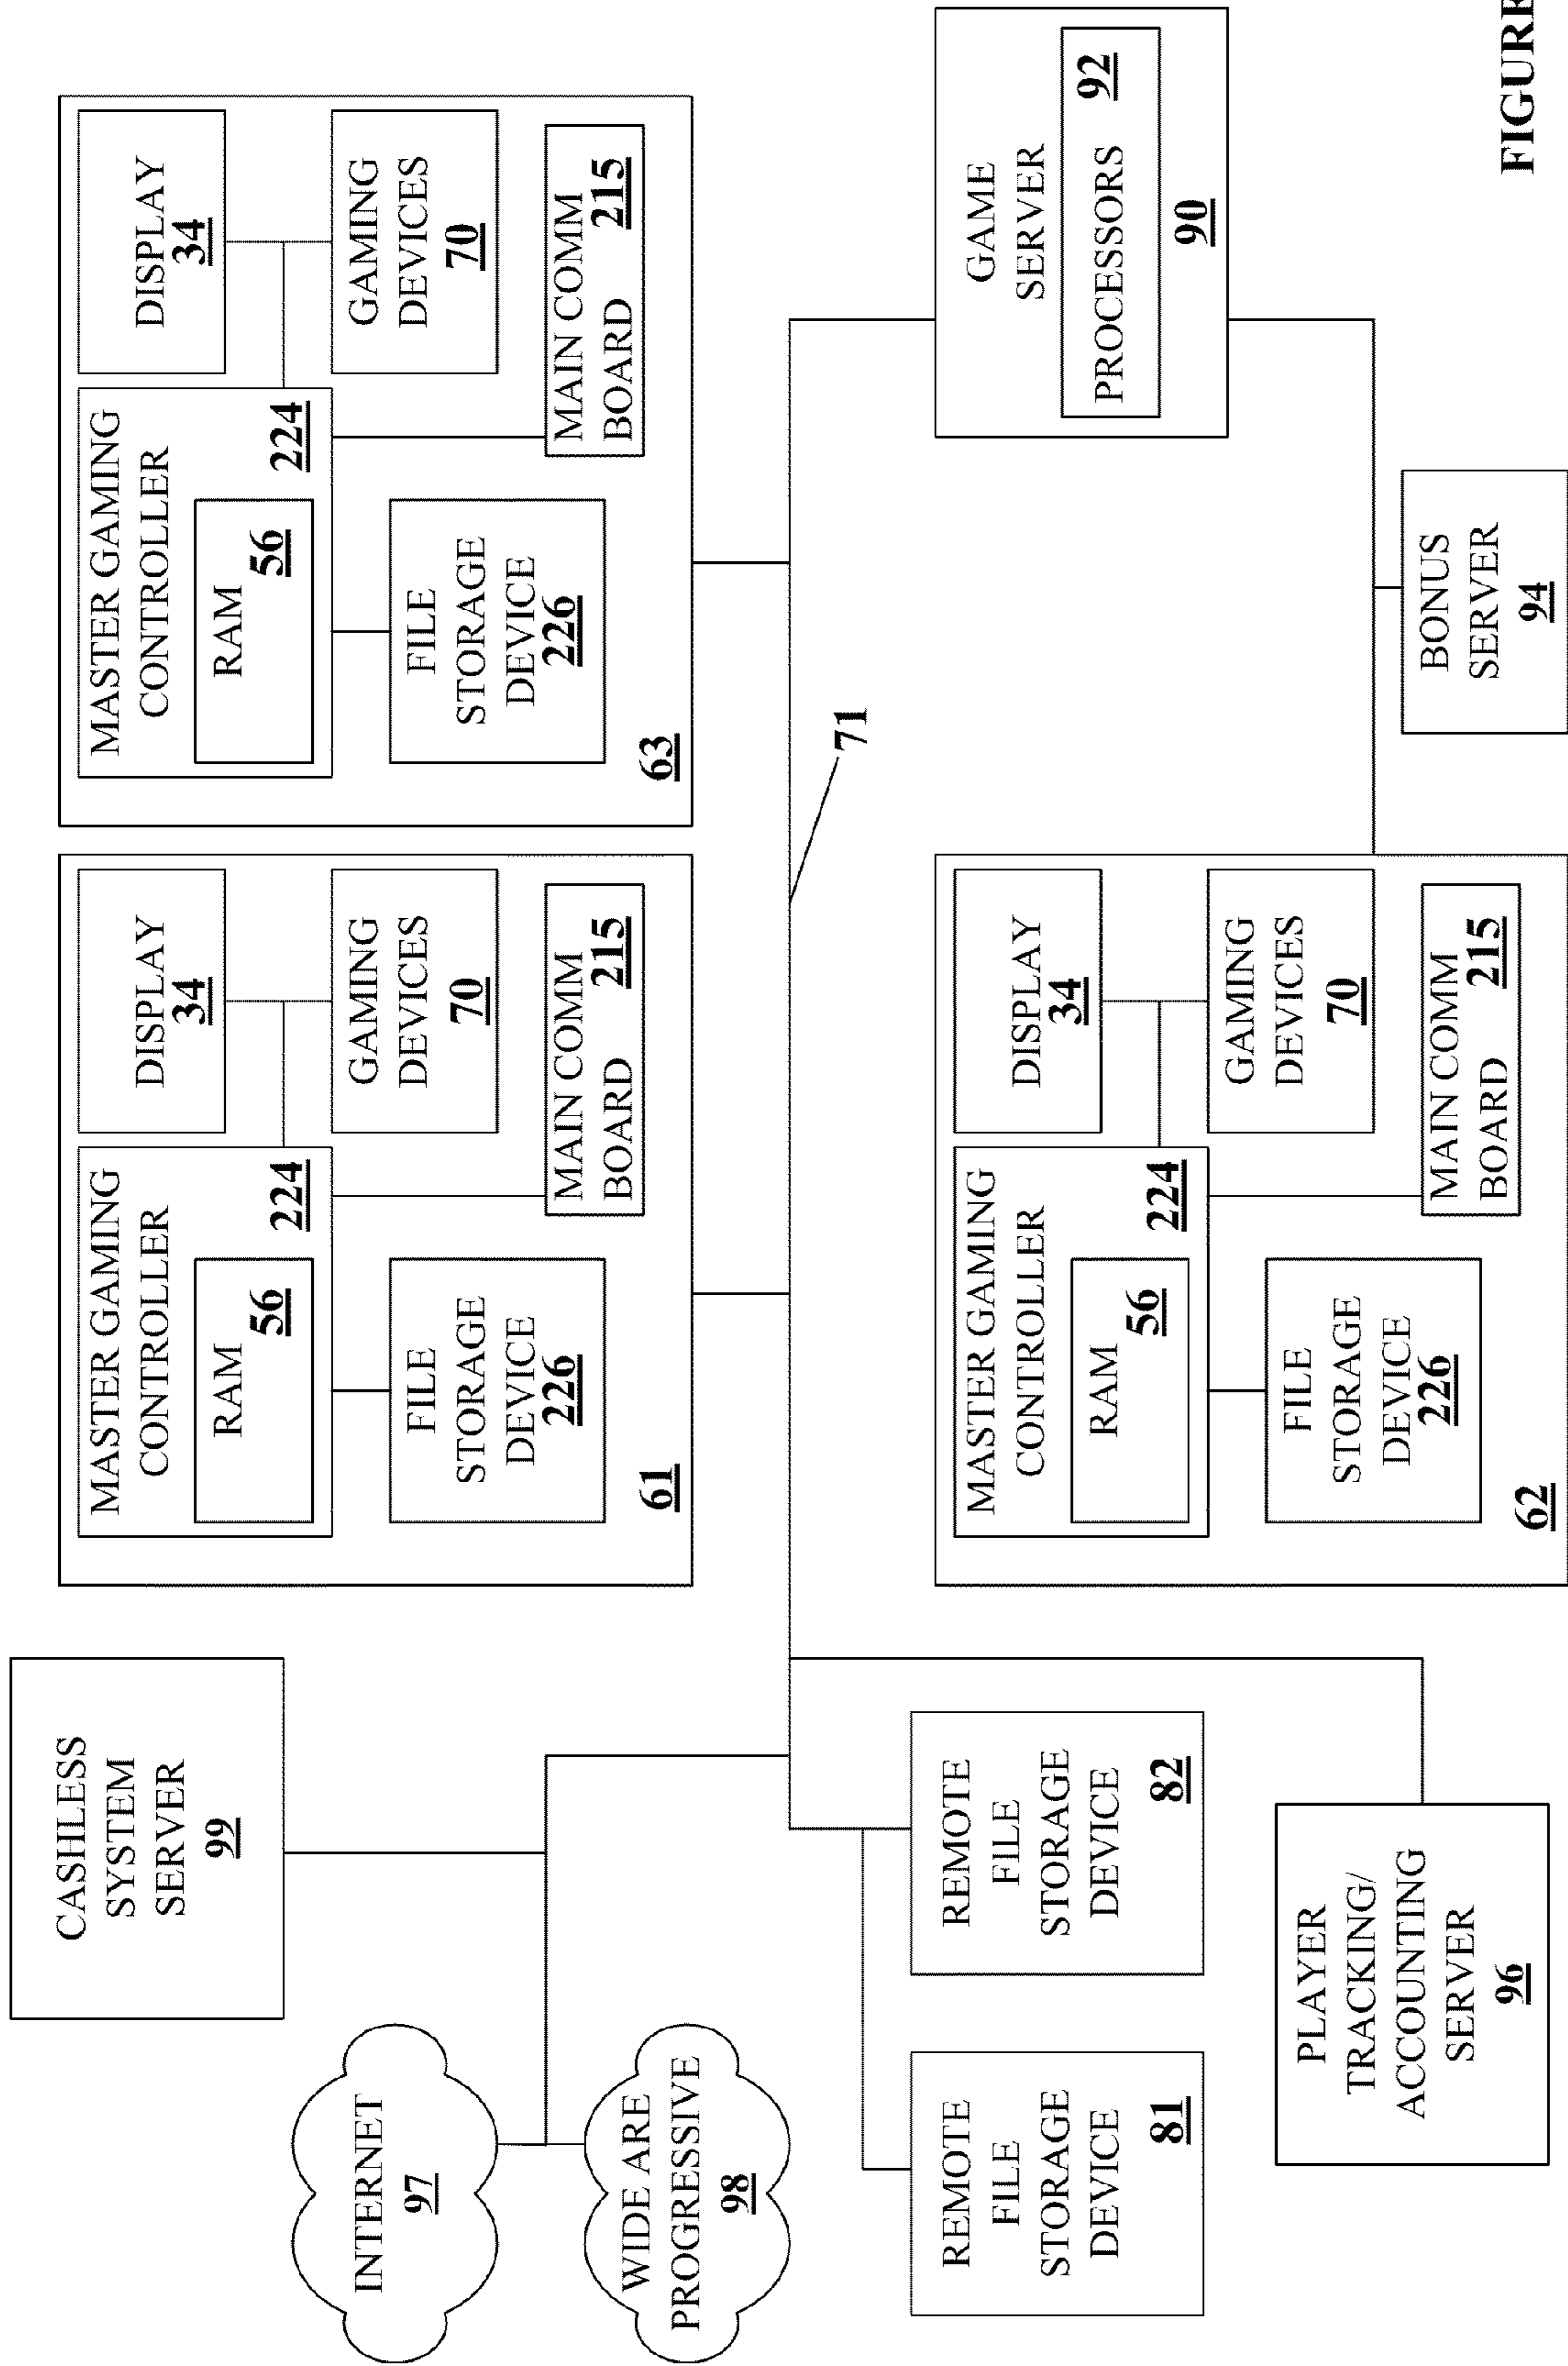 CASHLESS
SYSTEM
SERVER
99
INTERNET
97
WIDE ARE
PROGRESSIVE
98
REMOTE
FILE
STORAGE
DEVICE
81
REMOTE
FILE
STORAGE
DEVICE
82
PLAYER
TRACKING/
ACCOUNTING
SERVER
96
MASTER GAMING
CONTROLLER
224
RAM
56
FILE
STORAGE
DEVICE
226
DISPLAY
34
GAMING
DEVICES
70
MAIN COMM
BOARD 215
61
MASTER GAMING
CONTROLLER
224
RAM
56
FILE
STORAGE
DEVICE
226
DISPLAY
34
GAMING
DEVICES
70
MAIN COMM
BOARD 215
63
71
MASTER GAMING
CONTROLLER
224
RAM
56
FILE
STORAGE
DEVICE
226
DISPLAY
34
GAMING
DEVICES
70
MAIN COMM
BOARD 215
62
GAME
SERVER
PROCESSORS 92
90
BONUS
SERVER
94
FIGURE